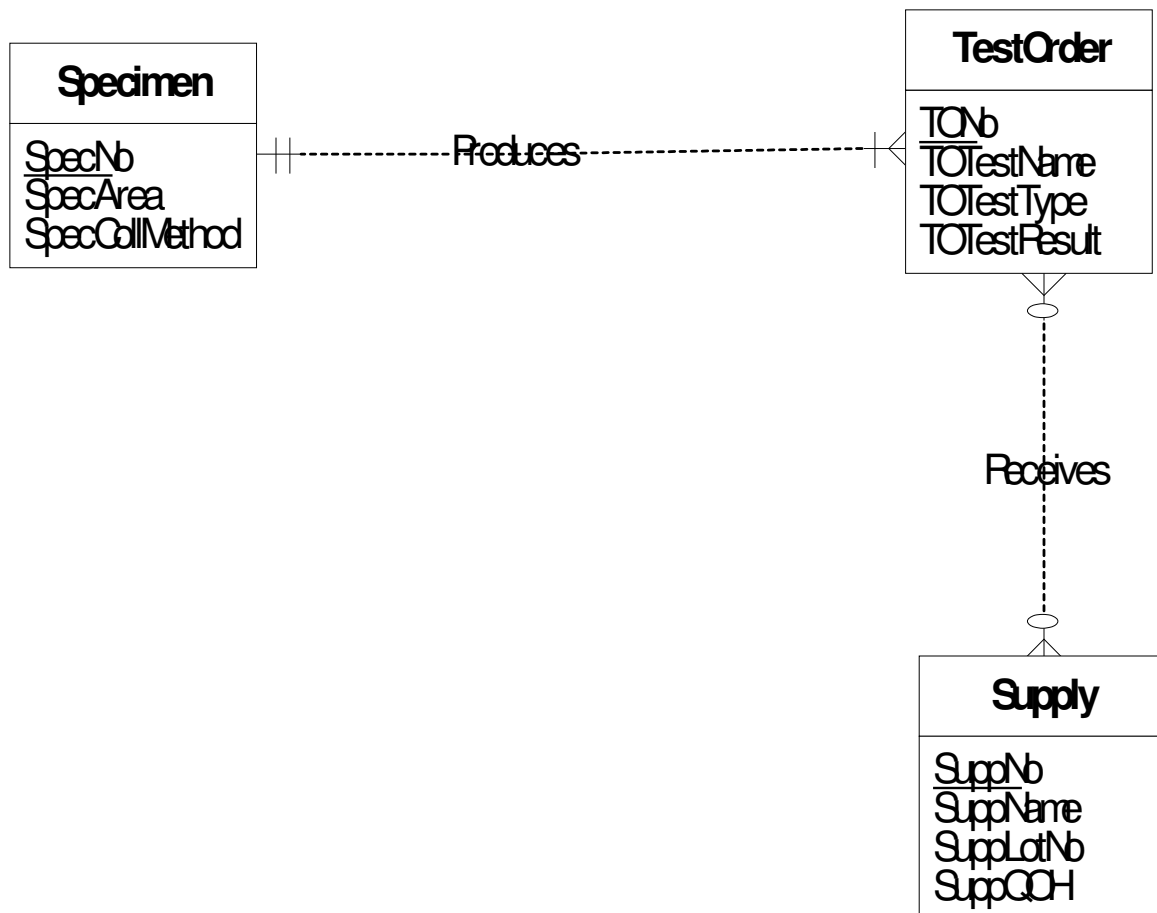 Specimen
SpecNo
SpecArea
SpecCollMethod
Produces
TestOrder
TONo
TOTestName
TOTestType
TOTestResult
Receives
Supply
SuppNo
SuppName
SuppLotNo
SuppQOH